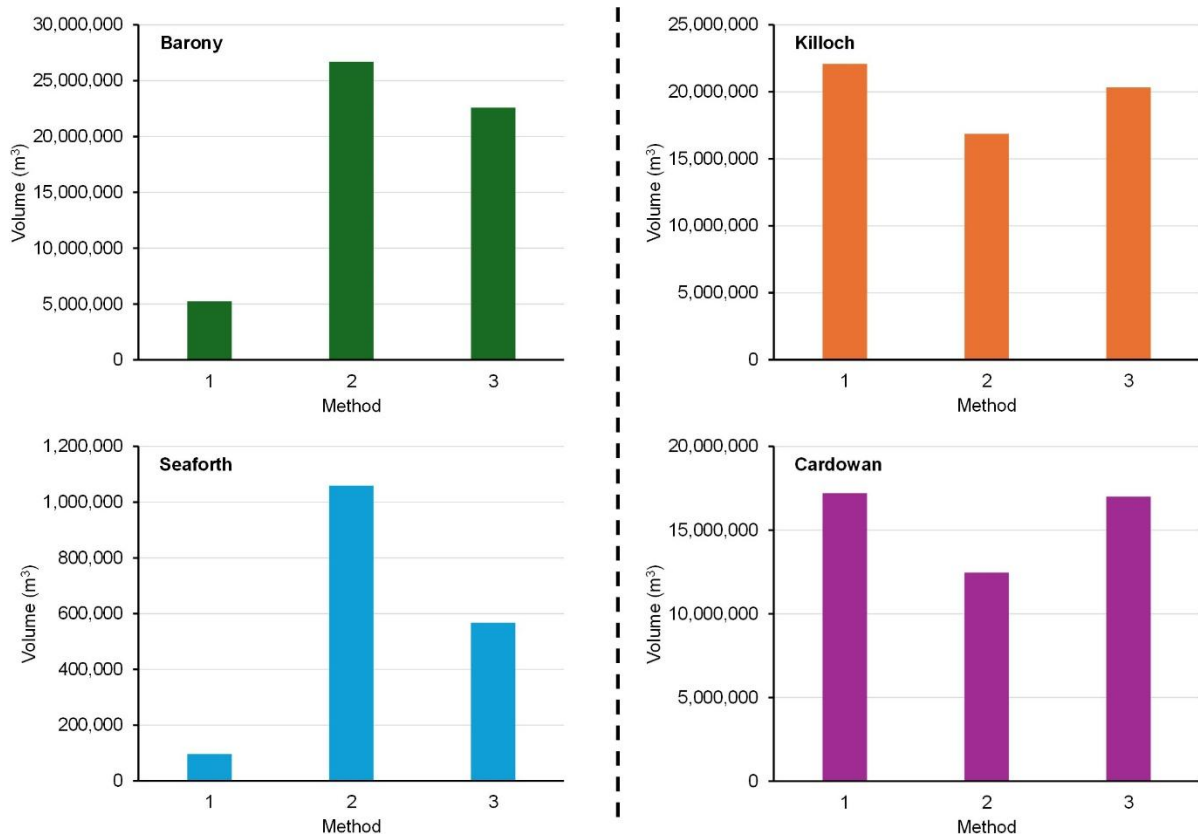 Barony
Volume (m³)
30,000,000
25,000,000
20,000,000
15,000,000
10,000,000
5,000,000
0
1 2 3
Method
Killoch
Volume (m³)
25,000,000
20,000,000
15,000,000
10,000,000
5,000,000
0
1 2 3
Method
Seaforth
Volume (m³)
1,200,000
1,000,000
800,000
600,000
400,000
200,000
0
1 2 3
Method
Cardowan
Volume (m³)
20,000,000
15,000,000
10,000,000
5,000,000
0
1 2 3
Method